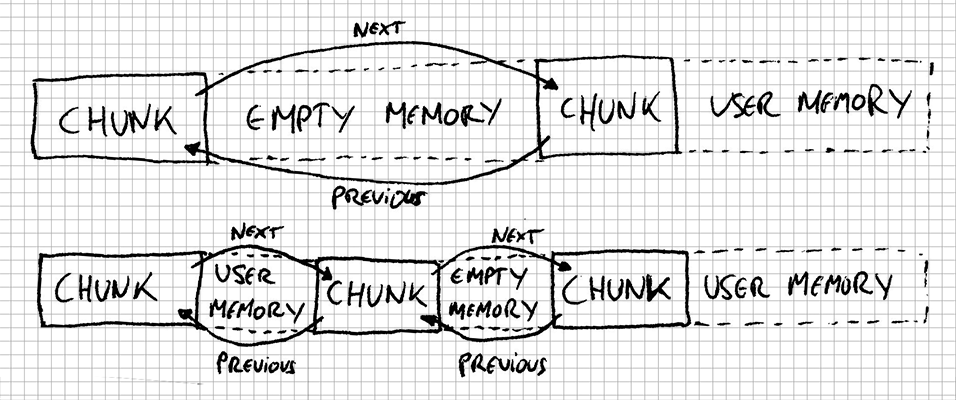 NEXT
CHUNK EMPTY MEMORY CHUNK USER MEMORY
PREVIOUS
NEXT NEXT
CHUNK USER MEMORY CHUNK EMPTY MEMORY CHUNK USER MEMORY
PREVIOUS PREVIOUS